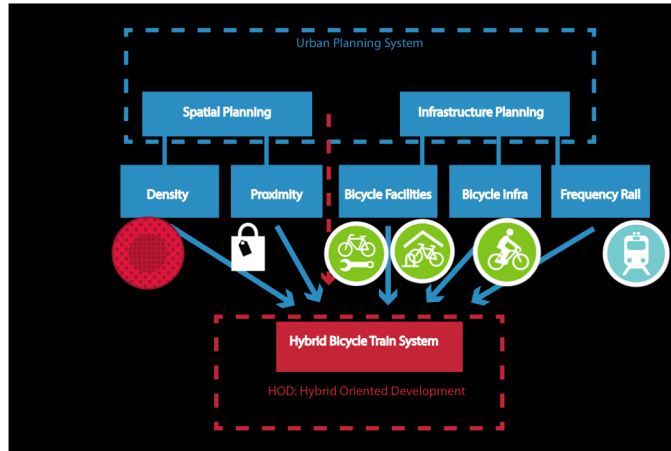 Urban Planning System
Spatial Planning
Infrastructure Planning
Density
Proximity
Bicycle Facilities
Bicycle Infra
Frequency Rail
Hybrid Bicycle Train System
HOD: Hybrid Oriented Development